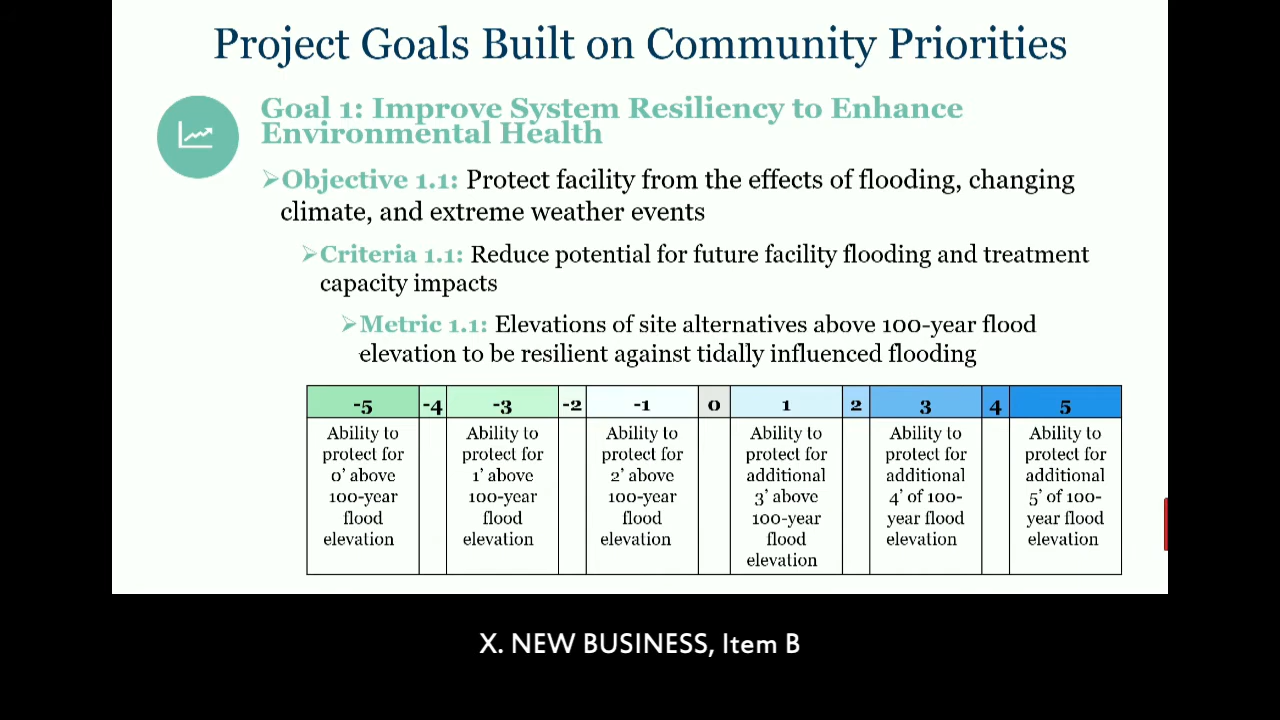 Project Goals Built on Community Priorities
Goal 1: Improve System Resiliency to Enhance
Environmental Health
Objective 1.1: Protect facility from the effects of flooding, changing
climate, and extreme weather events
Criteria 1.1: Reduce potential for future facility flooding and treatment
capacity impacts
Metric 1.1: Elevations of site alternatives above 100-year flood
elevation to be resilient against tidally influenced flooding
-5 -4 -3 -2 -1 0 1 2 3 4 5
Ability to
protect for
0’ above
100-year
flood
elevation
Ability to
protect for
1’ above
100-year
flood
elevation
Ability to
protect for
2’ above
100-year
flood
elevation
Ability to
protect for
additional
3’ above
100-year
flood
elevation
Ability to
protect for
additional
4’ of 100-
year flood
elevation
Ability to
protect for
additional
5’ of 100-
year flood
elevation
X. NEW BUSINESS, Item B